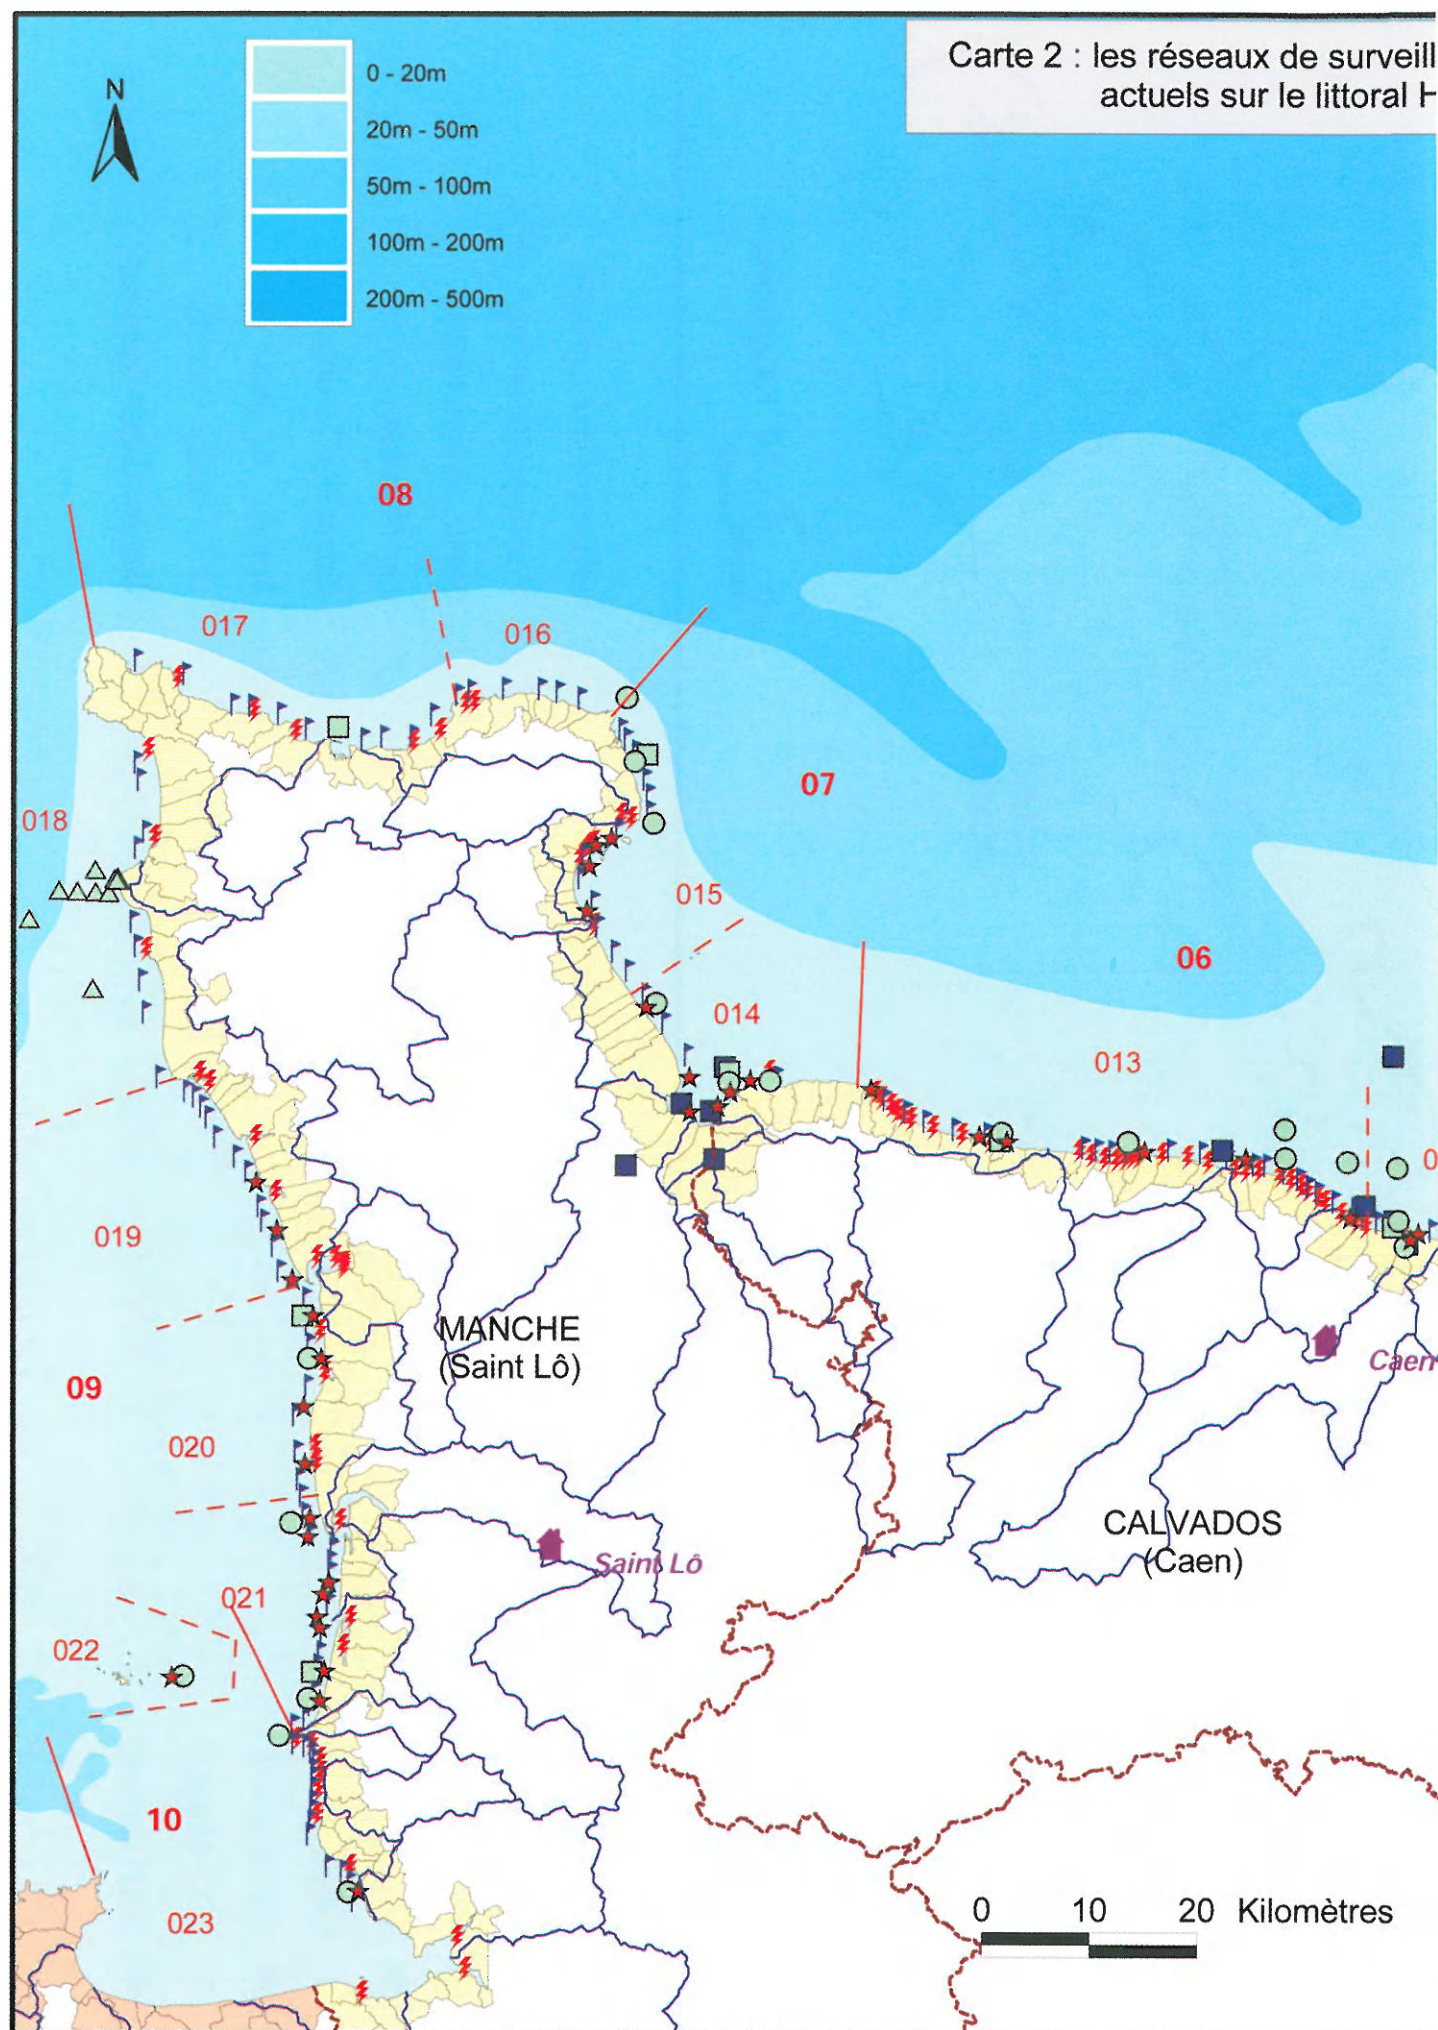 Carte 2 : les réseaux de surveill
actuels sur le littoral H
N
0 - 20m
20m - 50m
50m - 100m
100m - 200m
200m - 500m
08
017
016
07
018
015
06
014
013
0
019
MANCHE
(Saint Lô)
Caen
09
020
CALVADOS
(Caen)
Saint Lô
021
022
10
023
0 10 20 Kilomètres